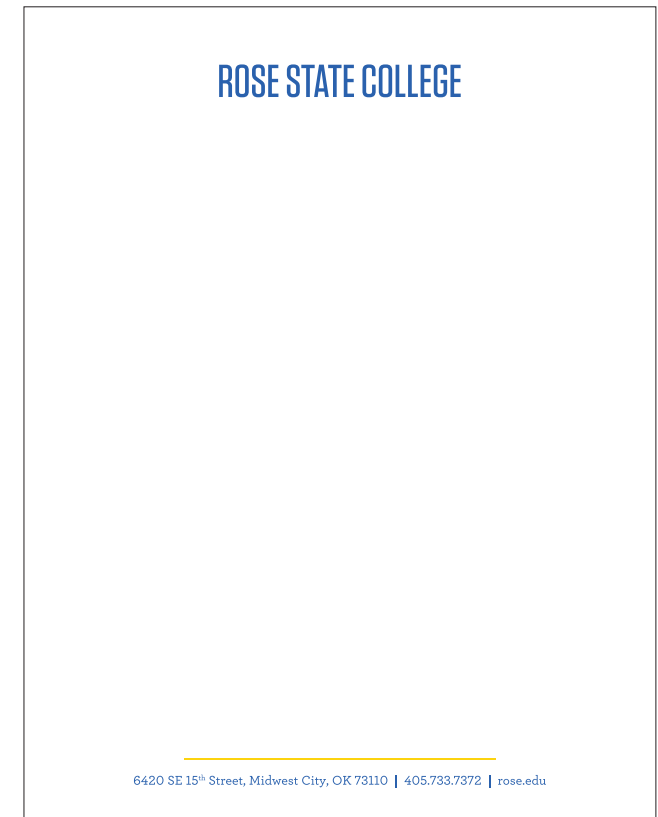 ROSE STATE COLLEGE
6420 SE 15th Street, Midwest City, OK 73110 | 405.733.7372 | rose.edu